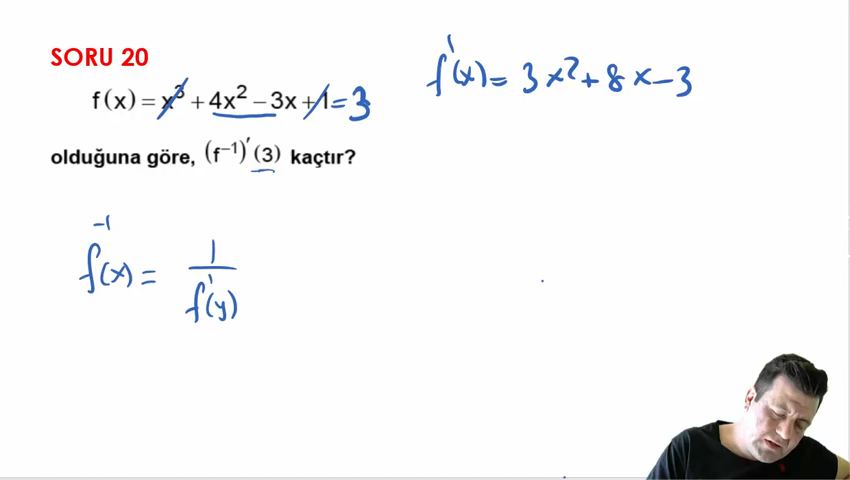 SORU 20
f(x) = x³ + 4x² − 3x + 1 = 3
olduğuna göre, (f⁻¹)′(3) kaçtır?
f′(x) = 3x² + 8x − 3
f⁻¹(x) = 1 / f′(y)